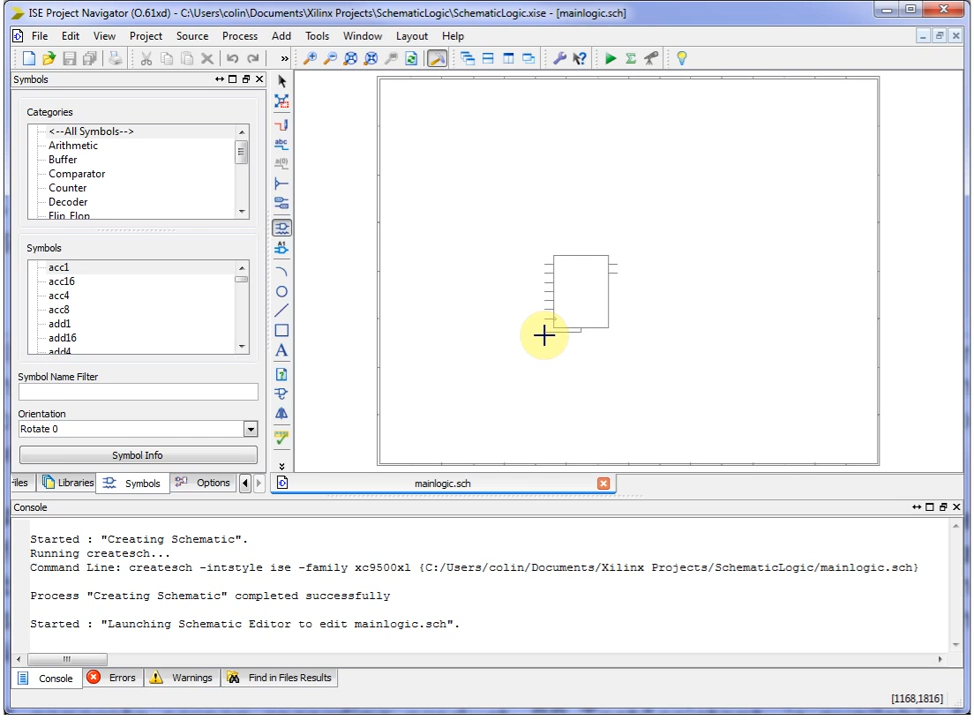 ISE Project Navigator (O.61xd) - C:\Users\colin\Documents\Xilinx Projects\SchematicLogic\SchematicLogic.xise - [mainlogic.sch]
File Edit View Project Source Process Add Tools Window Layout Help
Symbols
Categories
<--All Symbols-->
Arithmetic
Buffer
Comparator
Counter
Decoder
Flip Flop
Symbols
acc1
acc16
acc4
acc8
add1
add16
add4
Symbol Name Filter
Orientation
Rotate 0
Symbol Info
iles Libraries Symbols Options
mainlogic.sch
Console
Started : "Creating Schematic".
Running createsch...
Command Line: createsch -intstyle ise -family xc9500xl {C:/Users/colin/Documents/Xilinx Projects/SchematicLogic/mainlogic.sch}
Process "Creating Schematic" completed successfully
Started : "Launching Schematic Editor to edit mainlogic.sch".
Console Errors Warnings Find in Files Results
[1168,1816]